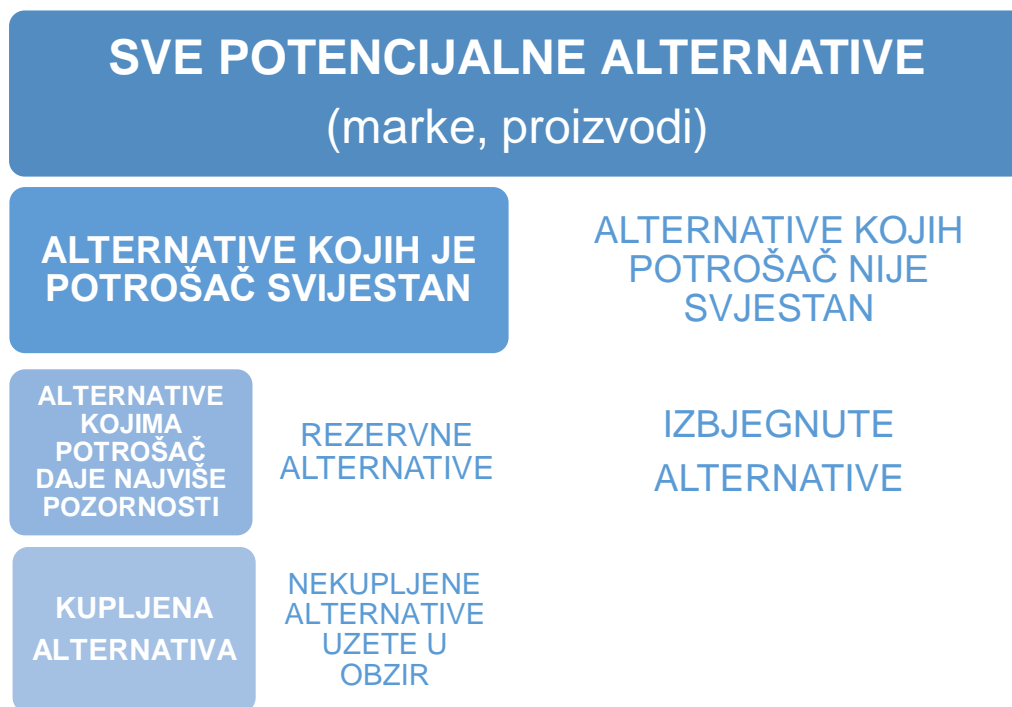 SVE POTENCIJALNE ALTERNATIVE
(marke, proizvodi)
ALTERNATIVE KOJIH JE
POTROŠAČ SVIJESTAN
ALTERNATIVE KOJIH
POTROŠAČ NIJE
SVJESTAN
ALTERNATIVE
KOJIMA
POTROŠAČ
DAJE NAJVIŠE
POZORNOSTI
REZERVNE
ALTERNATIVE
IZBJEGNUTE
ALTERNATIVE
KUPLJENA
ALTERNATIVA
NEKUPLJENE
ALTERNATIVE
UZETE U
OBZIR